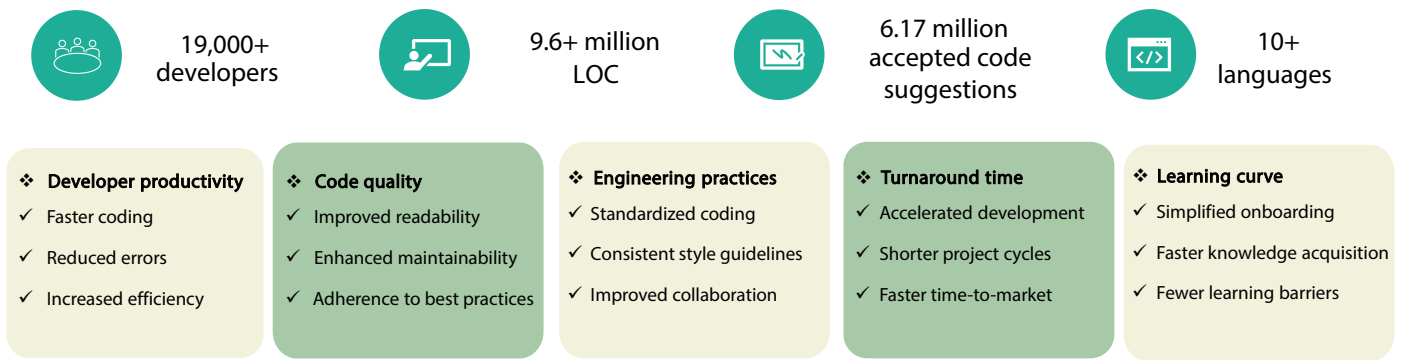 19,000+
developers
9.6+ million
LOC
6.17 million
accepted code
suggestions
</>
10+
languages
❖ Developer productivity
✓ Faster coding
✓ Reduced errors
✓ Increased efficiency
❖ Code quality
✓ Improved readability
✓ Enhanced maintainability
✓ Adherence to best practices
❖ Engineering practices
✓ Standardized coding
✓ Consistent style guidelines
✓ Improved collaboration
❖ Turnaround time
✓ Accelerated development
✓ Shorter project cycles
✓ Faster time-to-market
❖ Learning curve
✓ Simplified onboarding
✓ Faster knowledge acquisition
✓ Fewer learning barriers